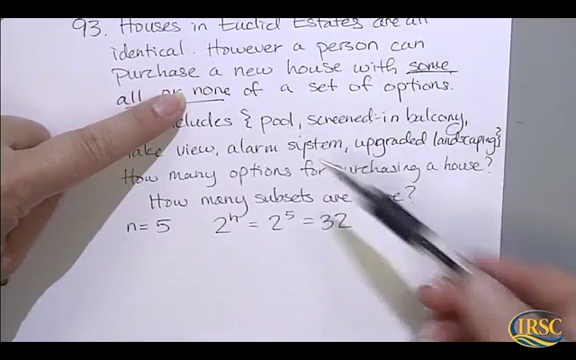 93. Houses in Euclid Estates are all
identical. However a person can
purchase a new house with some
all or none of a set of options.
includes { pool, screened-in balcony,
lake view, alarm system, upgraded landscaping}
How many options for purchasing a house?
How many subsets are
n = 5 2ⁿ = 2⁵ = 32
IRSC